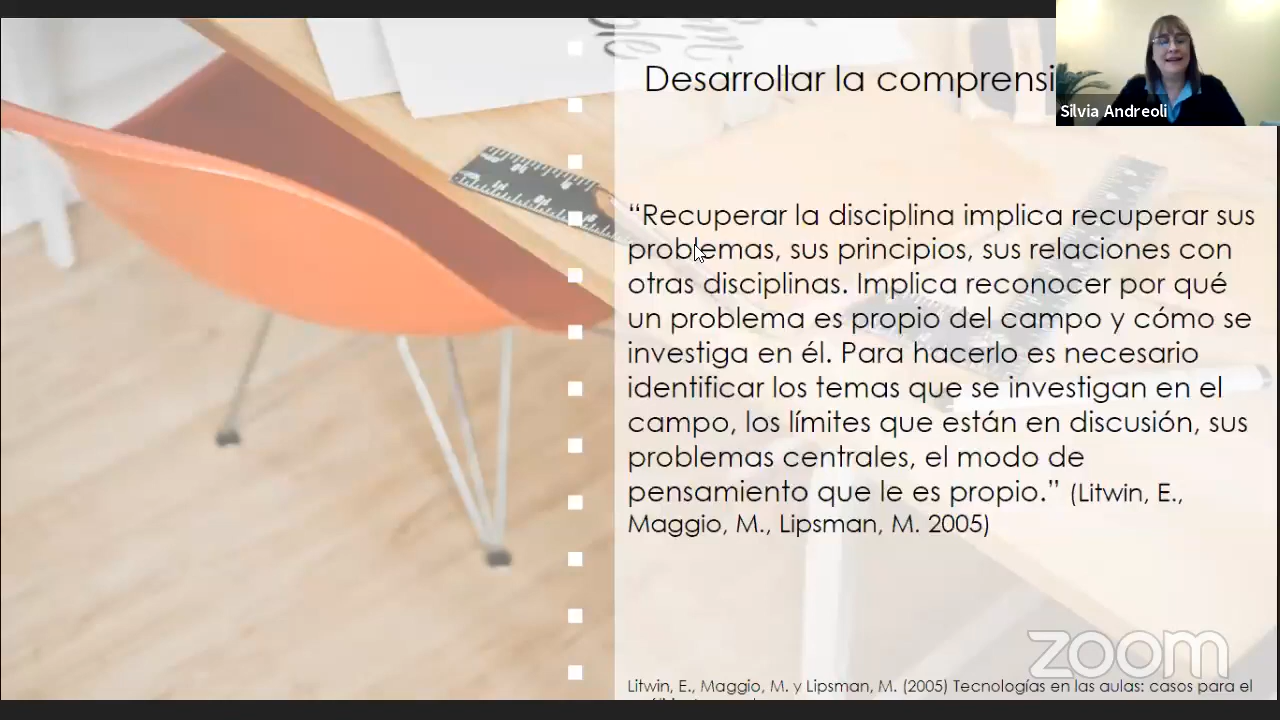 Desarrollar la comprensi
Silvia Andreoli
“Recuperar la disciplina implica recuperar sus
problemas, sus principios, sus relaciones con
otras disciplinas. Implica reconocer por qué
un problema es propio del campo y cómo se
investiga en él. Para hacerlo es necesario
identificar los temas que se investigan en el
campo, los límites que están en discusión, sus
problemas centrales, el modo de
pensamiento que le es propio.” (Litwin, E.,
Maggio, M., Lipsman, M. 2005)
zoom
Litwin, E., Maggio, M. y Lipsman, M. (2005) Tecnologías en las aulas: casos para el